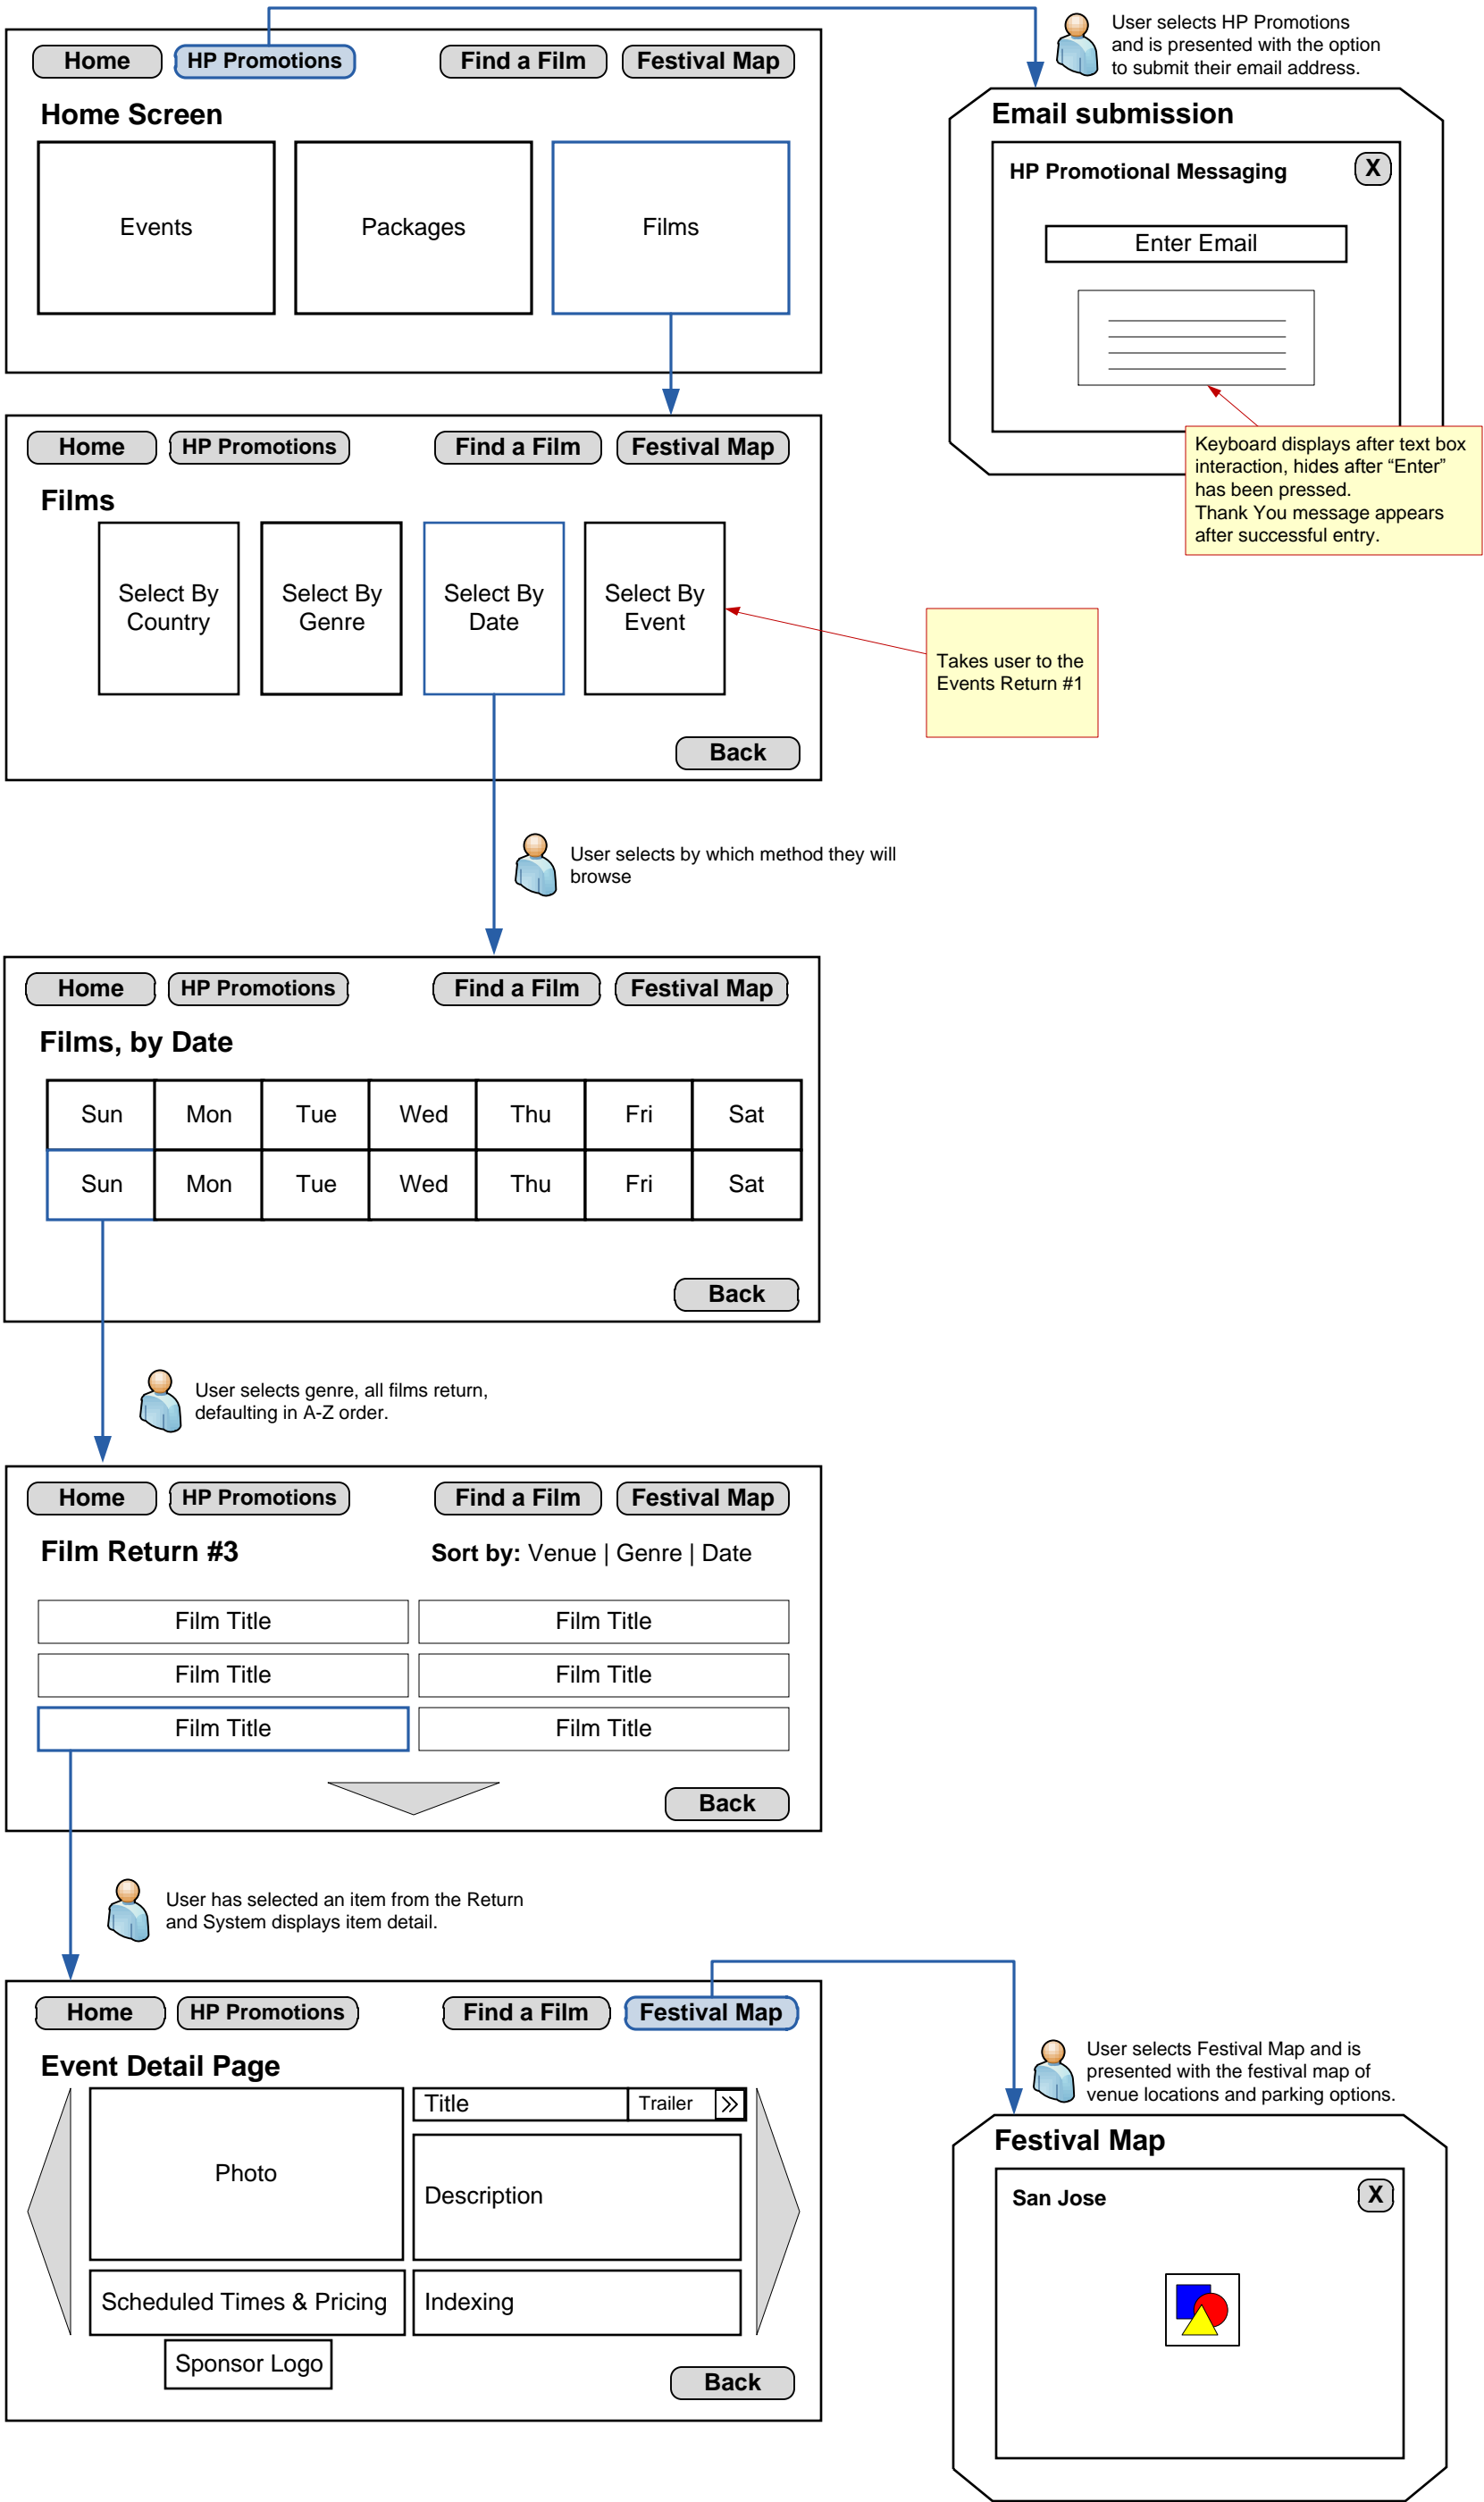 User selects HP Promotions
and is presented with the option
to submit their email address.
Home
HP Promotions
Find a Film
Festival Map
Home Screen
Events
Packages
Films
Email submission
HP Promotional Messaging
X
Enter Email
Keyboard displays after text box
interaction, hides after “Enter”
has been pressed.
Thank You message appears
after successful entry.
Home
HP Promotions
Find a Film
Festival Map
Films
Select By
Country
Select By
Genre
Select By
Date
Select By
Event
Takes user to the
Events Return #1
Back
User selects by which method they will
browse
Home
HP Promotions
Find a Film
Festival Map
Films, by Date
Sun Mon Tue Wed Thu Fri Sat
Sun Mon Tue Wed Thu Fri Sat
Back
User selects genre, all films return,
defaulting in A-Z order.
Home
HP Promotions
Find a Film
Festival Map
Film Return #3
Sort by: Venue | Genre | Date
Film Title
Film Title
Film Title
Film Title
Film Title
Film Title
Back
User has selected an item from the Return
and System displays item detail.
Home
HP Promotions
Find a Film
Festival Map
Event Detail Page
Photo
Title
Trailer
Description
Scheduled Times & Pricing
Indexing
Sponsor Logo
Back
User selects Festival Map and is
presented with the festival map of
venue locations and parking options.
Festival Map
San Jose
X